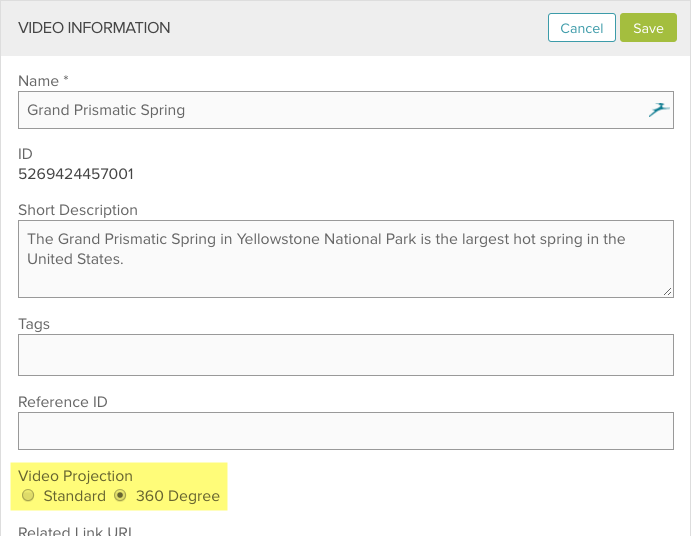 VIDEO INFORMATION
Cancel
Save
Name *
Grand Prismatic Spring
ID
5269424457001
Short Description
The Grand Prismatic Spring in Yellowstone National Park is the largest hot spring in the
United States.
Tags
Reference ID
Video Projection
Standard 360 Degree
Related Link URL